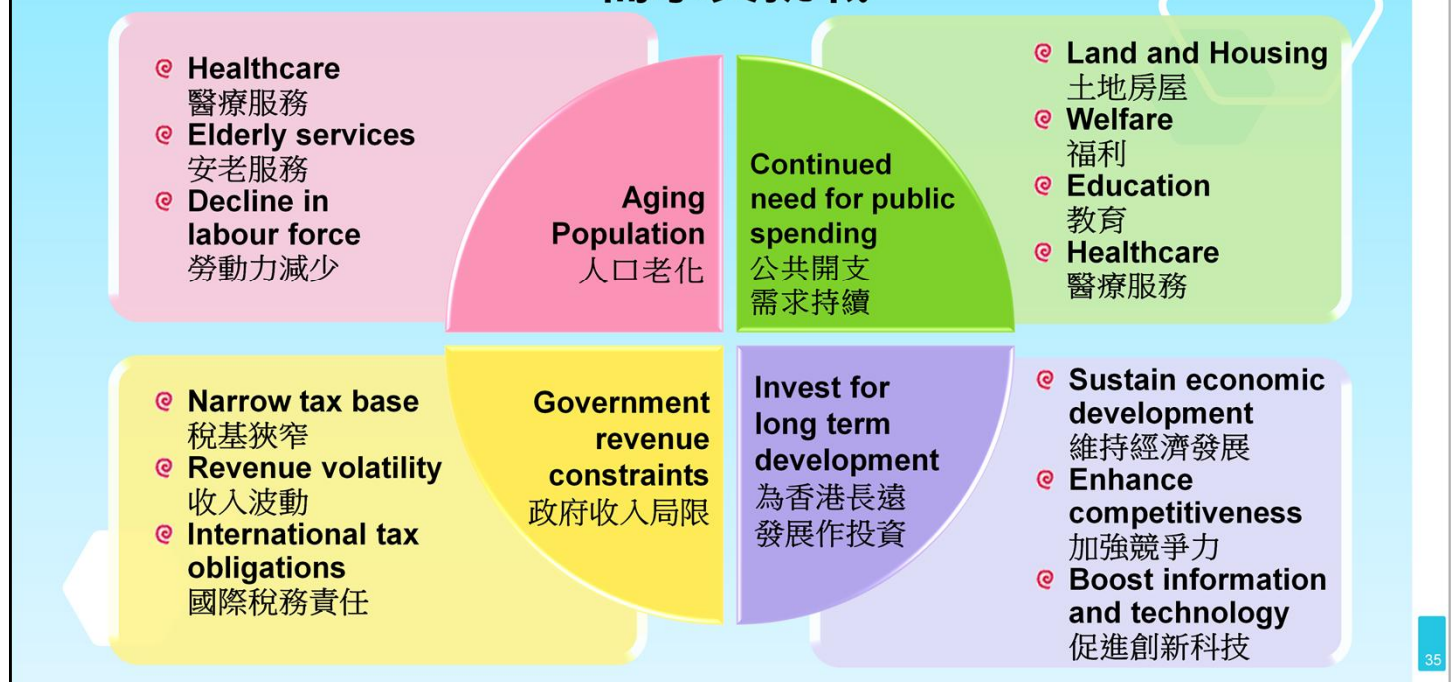 Healthcare
醫療服務
Elderly services
安老服務
Decline in
labour force
勞動力減少
Aging
Population
人口老化
Continued
need for public
spending
公共開支
需求持續
Land and Housing
土地房屋
Welfare
福利
Education
教育
Healthcare
醫療服務
Narrow tax base
稅基狹窄
Revenue volatility
收入波動
International tax
obligations
國際稅務責任
Government
revenue
constraints
政府收入局限
Invest for
long term
development
為香港長遠
發展作投資
Sustain economic
development
維持經濟發展
Enhance
competitiveness
加強競爭力
Boost information
and technology
促進創新科技
35